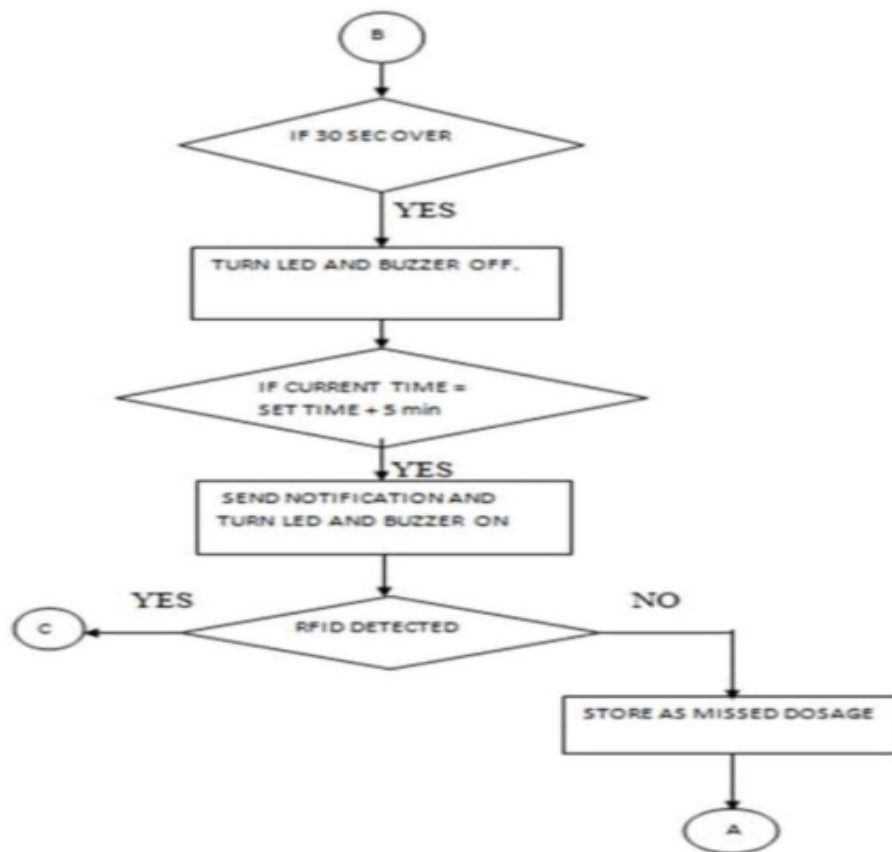 B
IF 30 SEC OVER
YES
TURN LED AND BUZZER OFF.
IF CURRENT TIME =
SET TIME + 5 min
YES
SEND NOTIFICATION AND
TURN LED AND BUZZER ON
YES
NO
C
RFID DETECTED
STORE AS MISSED DOSAGE
A